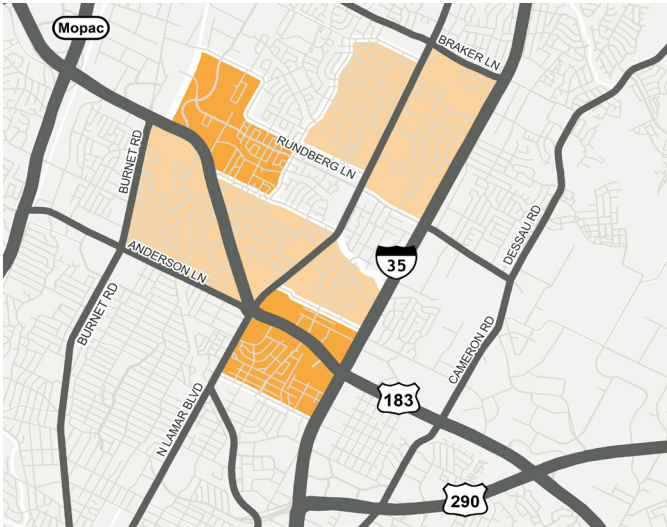 Mopac
BRAKER LN
BURNET RD
RUNDBERG LN
DESSAU RD
ANDERSON LN
35
BURNET RD
CAMERON RD
N LAMAR BLVD
183
290